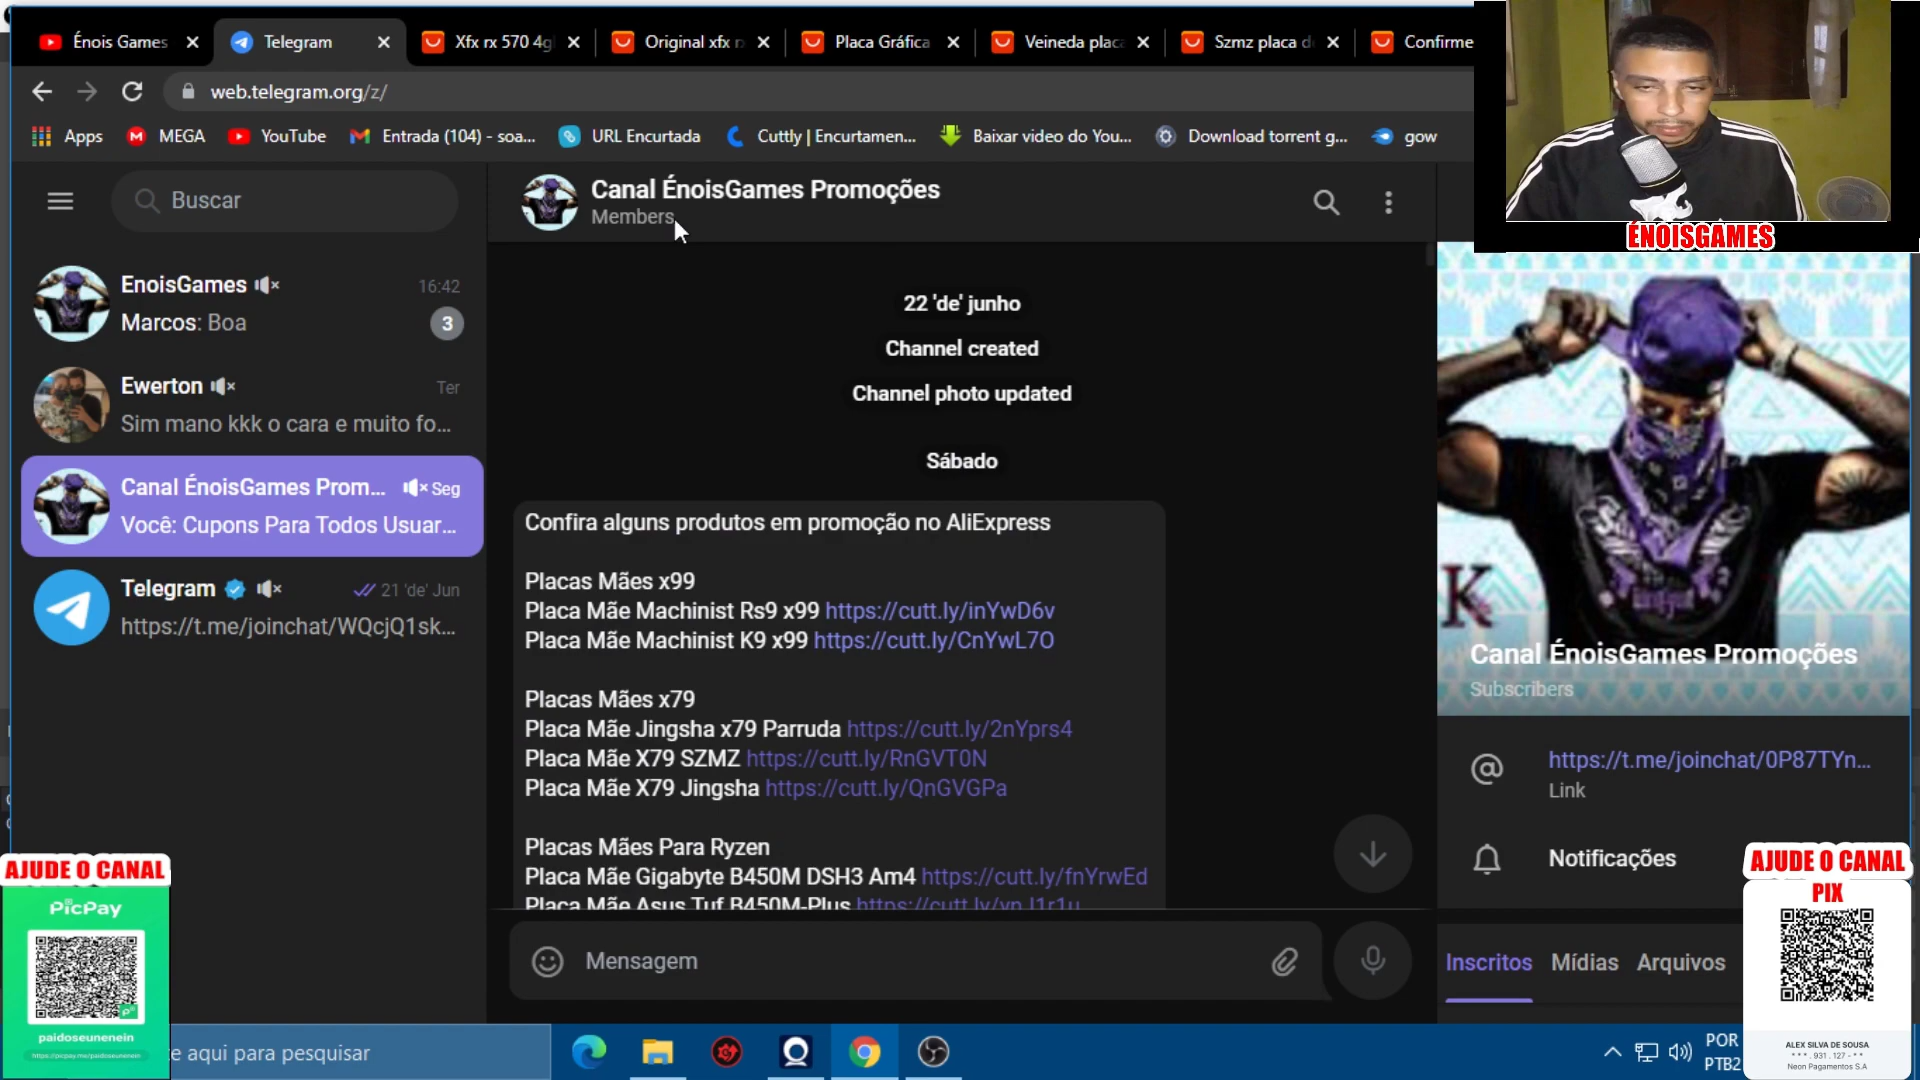 Énois Games
Telegram
Xfx rx 570 4g
Original xfx r
Placa Gráfica
Veineda plac
Szmz placa d
Confirme
web.telegram.org/z/
Apps
MEGA
YouTube
Entrada (104) - soa...
URL Encurtada
Cuttly | Encurtamen...
Baixar video do You...
Download torrent g...
gow
ÉNOISGAMES
Buscar
EnoisGames
16:42
Marcos: Boa
3
Ewerton
Ter
Sim mano kkk o cara e muito fo...
Canal ÉnoisGames Prom...
Seg
Você: Cupons Para Todos Usuar...
Telegram
21 'de' Jun
https://t.me/joinchat/WQcjQ1sk...
Canal ÉnoisGames Promoções
Members
22 'de' junho
Channel created
Channel photo updated
Sábado
Confira alguns produtos em promoção no AliExpress
Placas Mães x99
Placa Mãe Machinist Rs9 x99 https://cutt.ly/inYwD6v
Placa Mãe Machinist K9 x99 https://cutt.ly/CnYwL7O
Placas Mães x79
Placa Mãe Jingsha x79 Parruda https://cutt.ly/2nYprs4
Placa Mãe X79 SZMZ https://cutt.ly/RnGVT0N
Placa Mãe X79 Jingsha https://cutt.ly/QnGVGPa
Placas Mães Para Ryzen
Placa Mãe Gigabyte B450M DSH3 Am4 https://cutt.ly/fnYrwEd
Placa Mãe Asus Tuf B450M-Plus
Mensagem
K
Canal ÉnoisGames Promoções
Subscribers
https://t.me/joinchat/0P87TYn...
Link
Notificações
Inscritos
Mídias
Arquivos
AJUDE O CANAL
PicPay
paidoseunenein
https://picpay.me/paidoseunenein
AJUDE O CANAL
PIX
ALEX SILVA DE SOUSA
* * * . 931 . 127 - * *
Neon Pagamentos S.A
e aqui para pesquisar
POR
PTB2